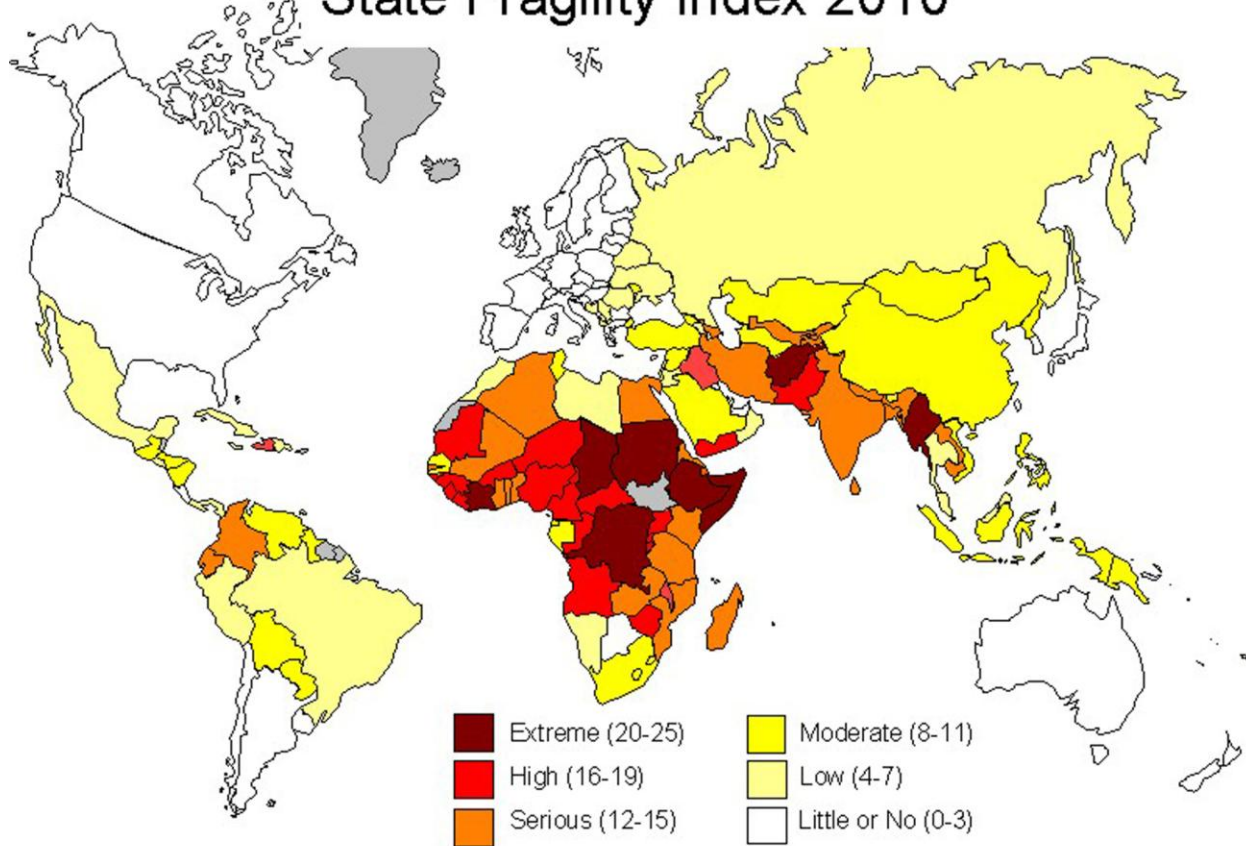 State Fragility Index 2010
Extreme (20-25)
High (16-19)
Serious (12-15)
Moderate (8-11)
Low (4-7)
Little or No (0-3)